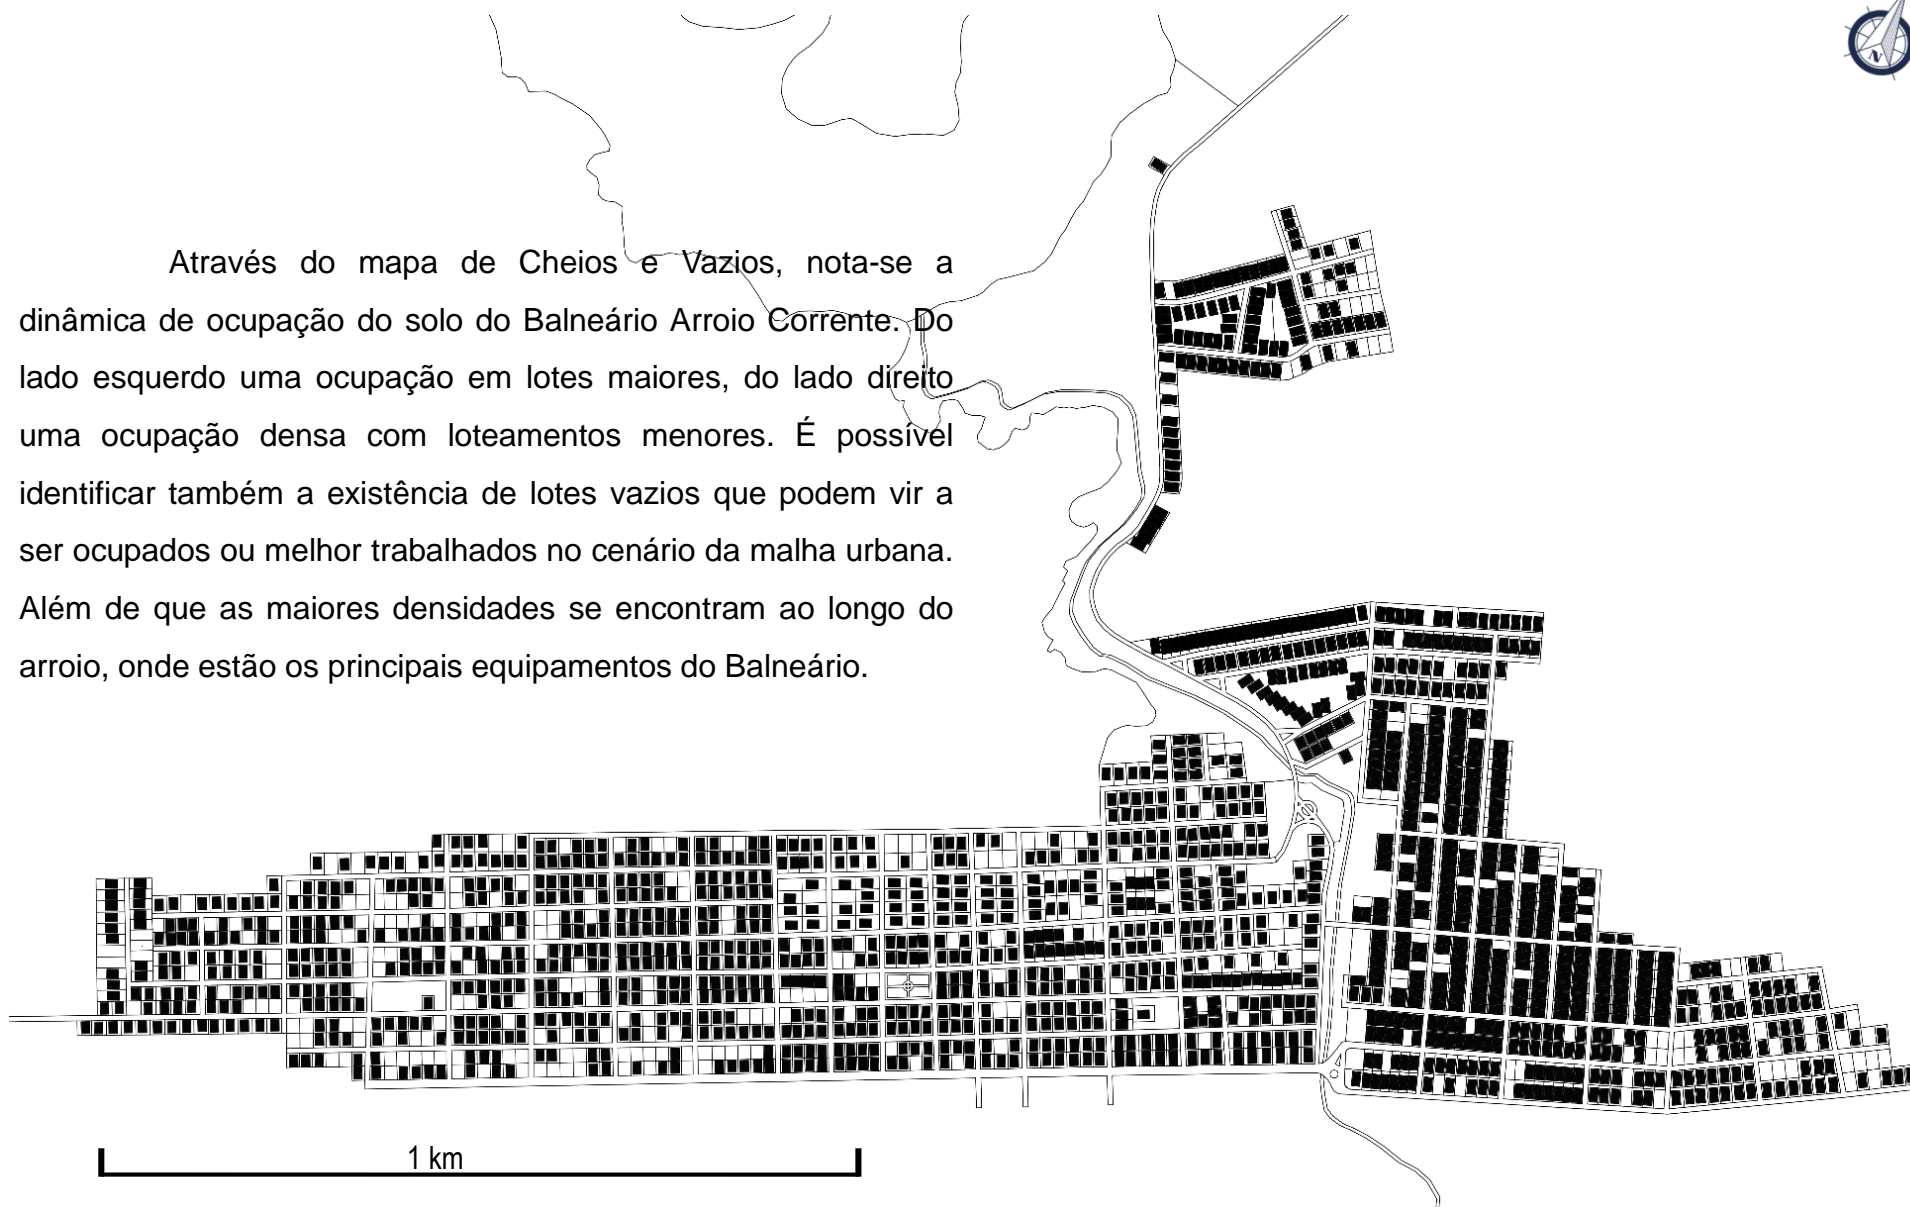 Através do mapa de Cheios e Vazios, nota-se a
dinâmica de ocupação do solo do Balneário Arroio Corrente. Do
lado esquerdo uma ocupação em lotes maiores, do lado direito
uma ocupação densa com loteamentos menores. É possível
identificar também a existência de lotes vazios que podem vir a
ser ocupados ou melhor trabalhados no cenário da malha urbana.
Além de que as maiores densidades se encontram ao longo do
arroio, onde estão os principais equipamentos do Balneário.
1 km
N